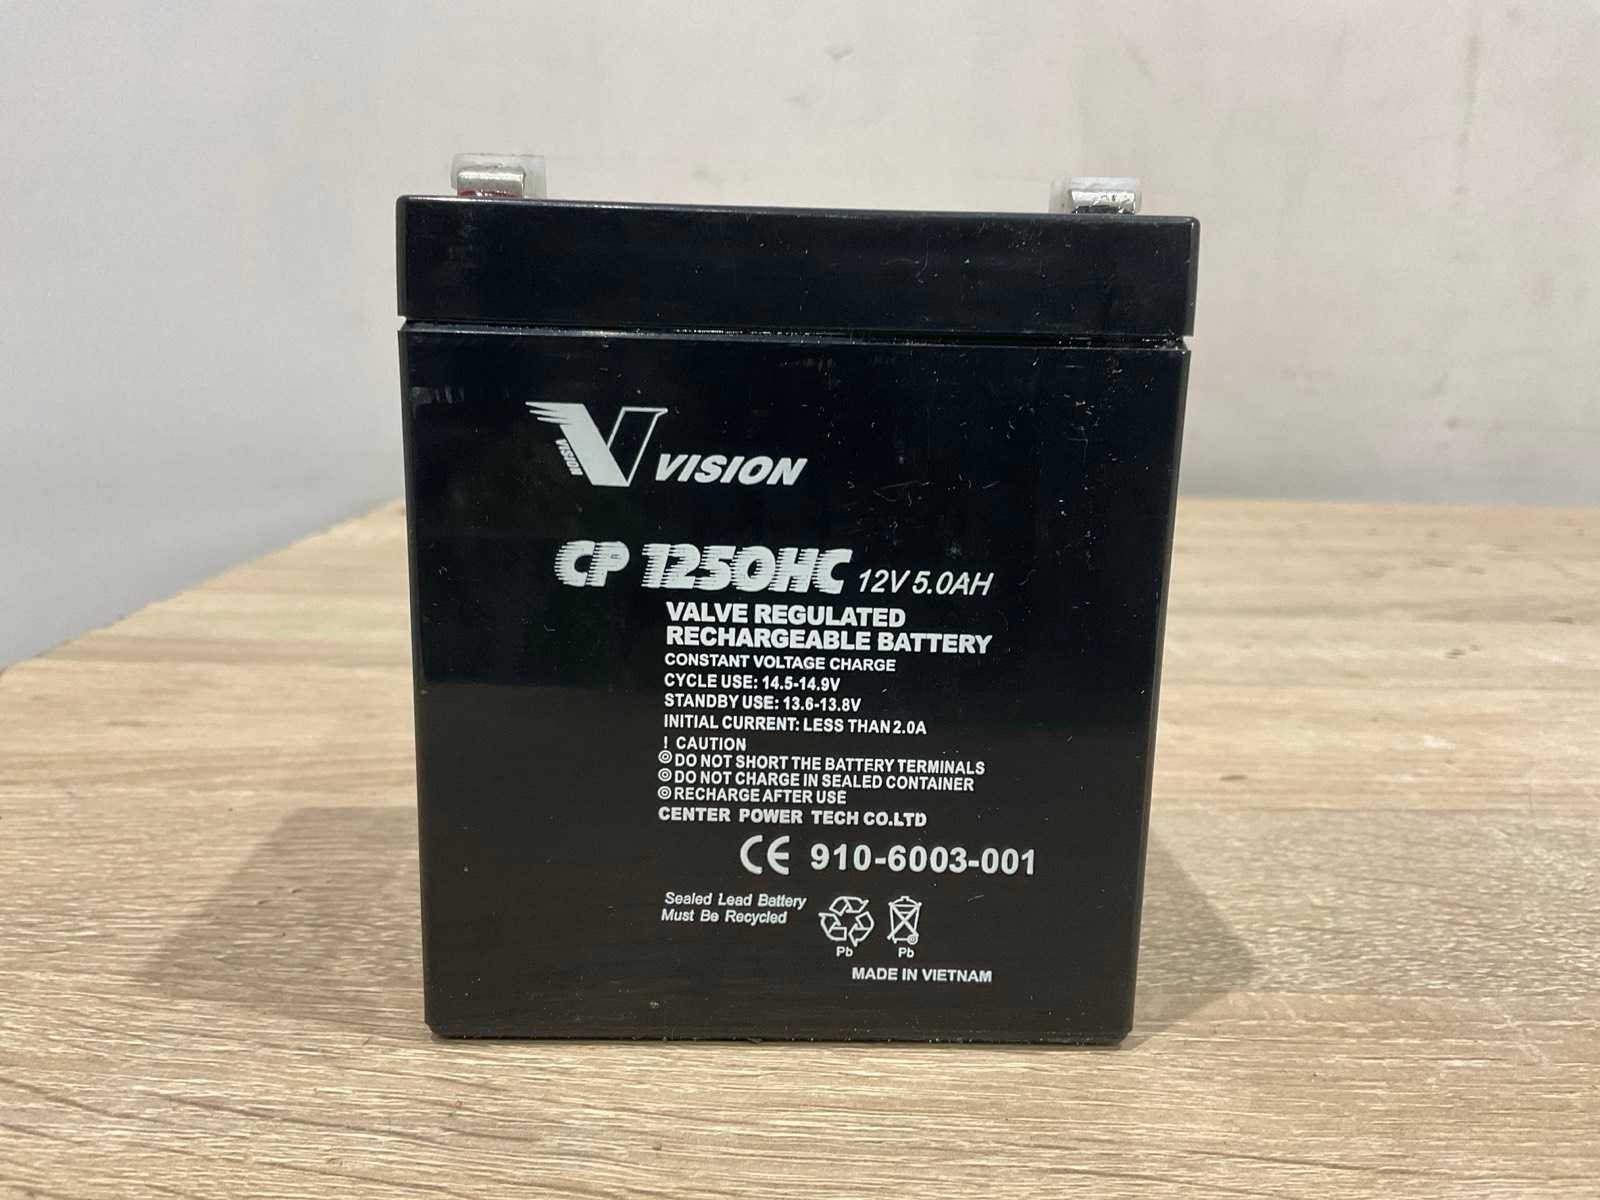 VISION
VISION
CP 1250HC 12V 5.0AH
VALVE REGULATED
RECHARGEABLE BATTERY
CONSTANT VOLTAGE CHARGE
CYCLE USE: 14.5-14.9V
STANDBY USE: 13.6-13.8V
INITIAL CURRENT: LESS THAN 2.0A
! CAUTION
◎ DO NOT SHORT THE BATTERY TERMINALS
◎ DO NOT CHARGE IN SEALED CONTAINER
◎ RECHARGE AFTER USE
CENTER POWER TECH CO.LTD
CE 910-6003-001
Sealed Lead Battery
Must Be Recycled
Pb Pb
MADE IN VIETNAM